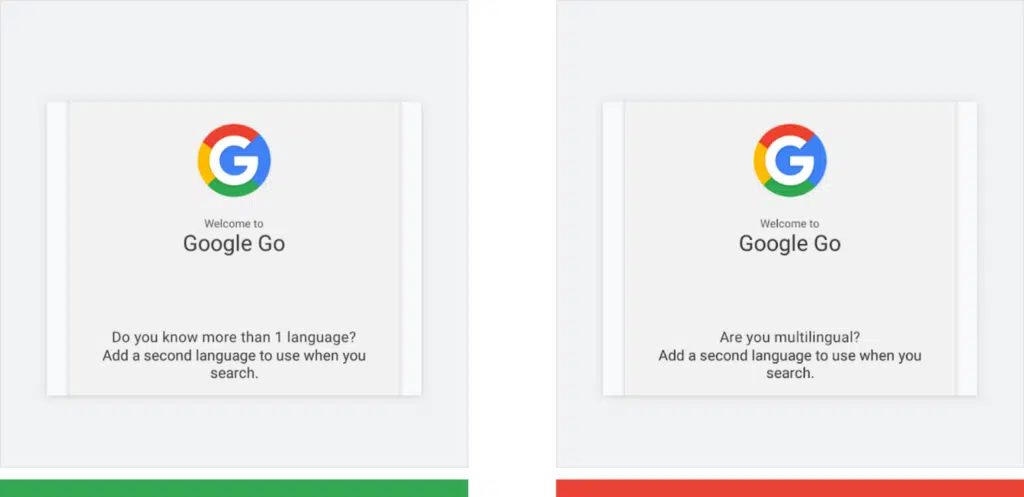 Welcome to
Google Go
Do you know more than 1 language?
Add a second language to use when you
search.
Welcome to
Google Go
Are you multilingual?
Add a second language to use when you
search.